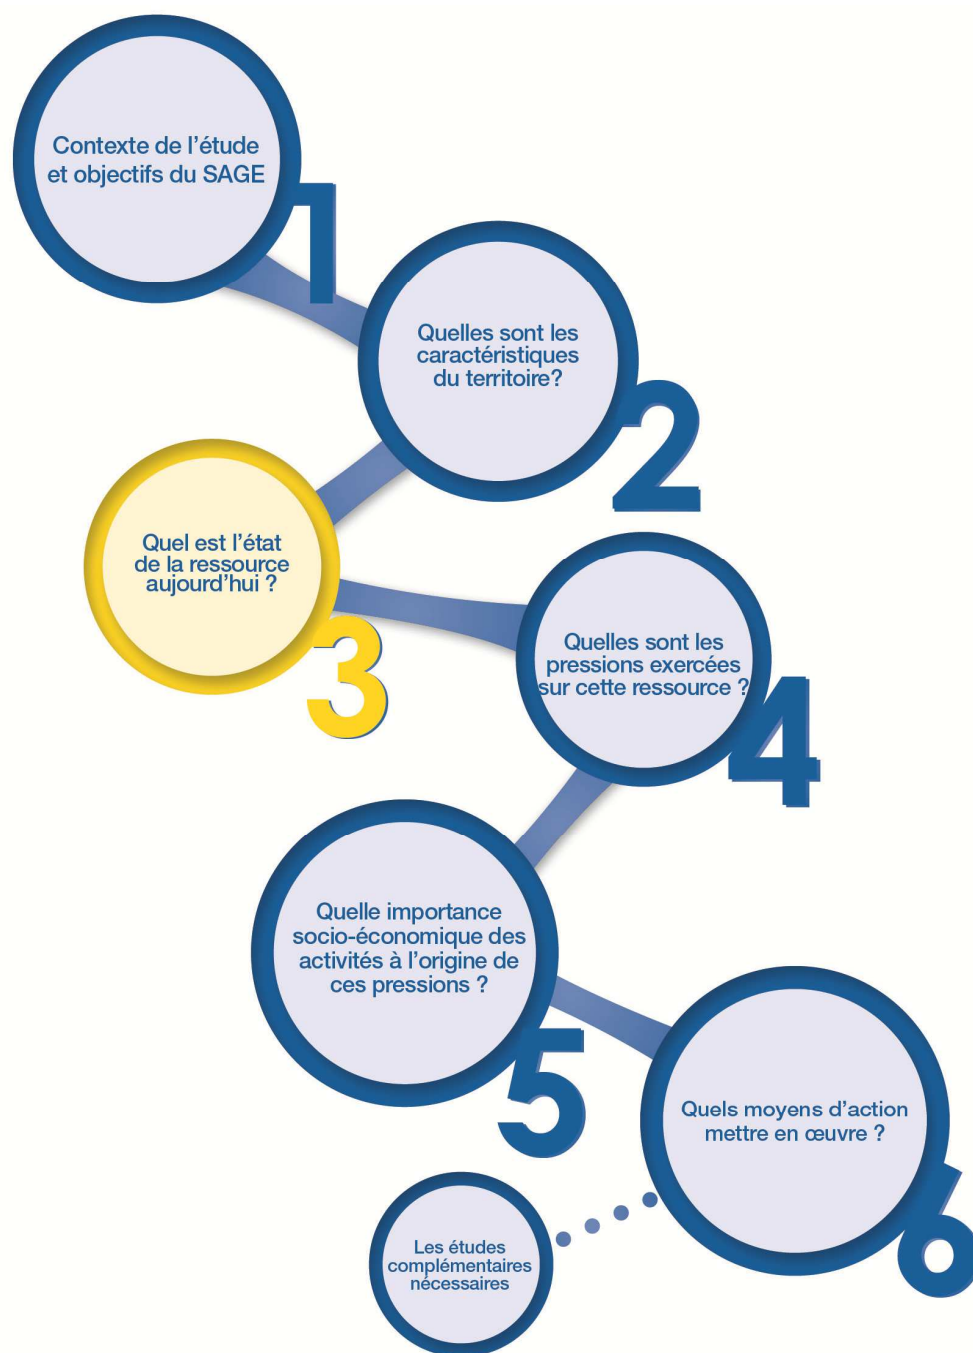 Contexte de l'étude
et objectifs du SAGE
1
Quelles sont les
caractéristiques
du territoire?
2
Quel est l'état
de la ressource
aujourd'hui ?
3
Quelles sont les
pressions exercées
sur cette ressource ?
4
Quelle importance
socio-économique des
activités à l'origine de
ces pressions ?
5
Quels moyens d'action
mettre en œuvre ?
6
Les études
complémentaires
nécessaires